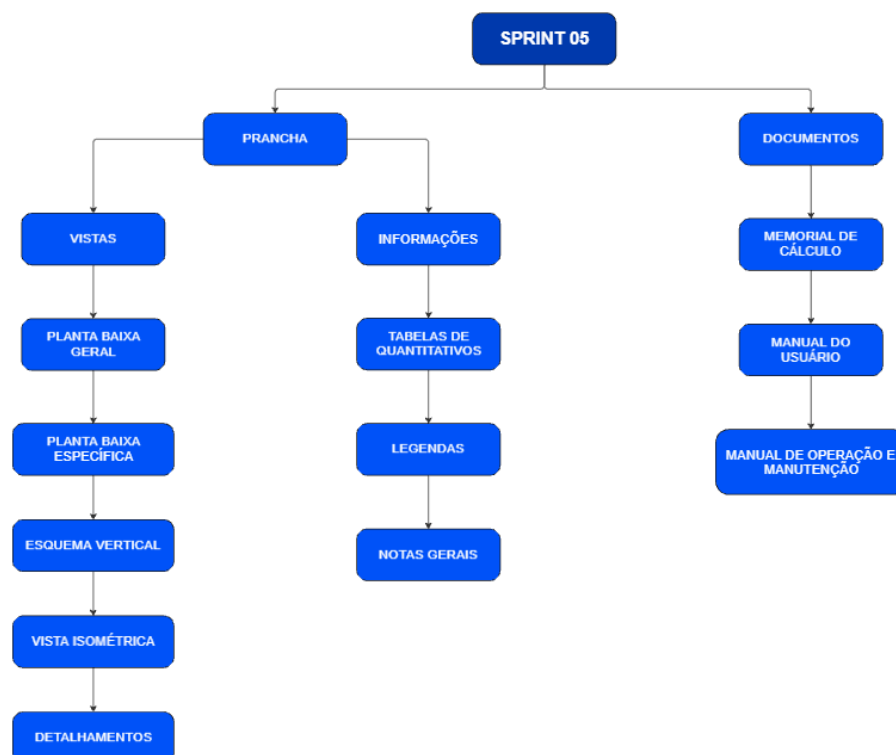 SPRINT 05
PRANCHA
DOCUMENTOS
VISTAS
INFORMAÇÕES
MEMORIAL DE
CÁLCULO
PLANTA BAIXA
GERAL
TABELAS DE
QUANTITATIVOS
MANUAL DO
USUÁRIO
PLANTA BAIXA
ESPECÍFICA
LEGENDAS
MANUAL DE OPERAÇÃO E
MANUTENÇÃO
ESQUEMA VERTICAL
NOTAS GERAIS
VISTA ISOMÉTRICA
DETALHAMENTOS